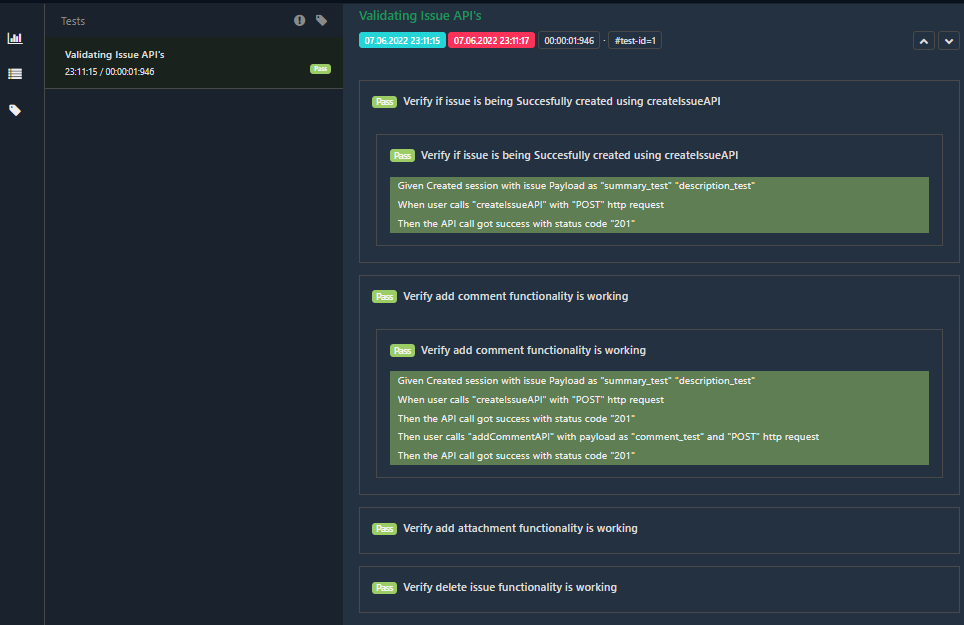 Tests
Validating Issue API's
23:11:15 / 00:00:01:946
Pass
Validating Issue API's
07.06.2022 23:11:15 07.06.2022 23:11:17 00:00:01:946 · #test-id=1
Pass Verify if issue is being Succesfully created using createIssueAPI
Pass Verify if issue is being Succesfully created using createIssueAPI
Given Created session with issue Payload as "summary_test" "description_test"
When user calls "createIssueAPI" with "POST" http request
Then the API call got success with status code "201"
Pass Verify add comment functionality is working
Pass Verify add comment functionality is working
Given Created session with issue Payload as "summary_test" "description_test"
When user calls "createIssueAPI" with "POST" http request
Then the API call got success with status code "201"
Then user calls "addCommentAPI" with payload as "comment_test" and "POST" http request
Then the API call got success with status code "201"
Pass Verify add attachment functionality is working
Pass Verify delete issue functionality is working